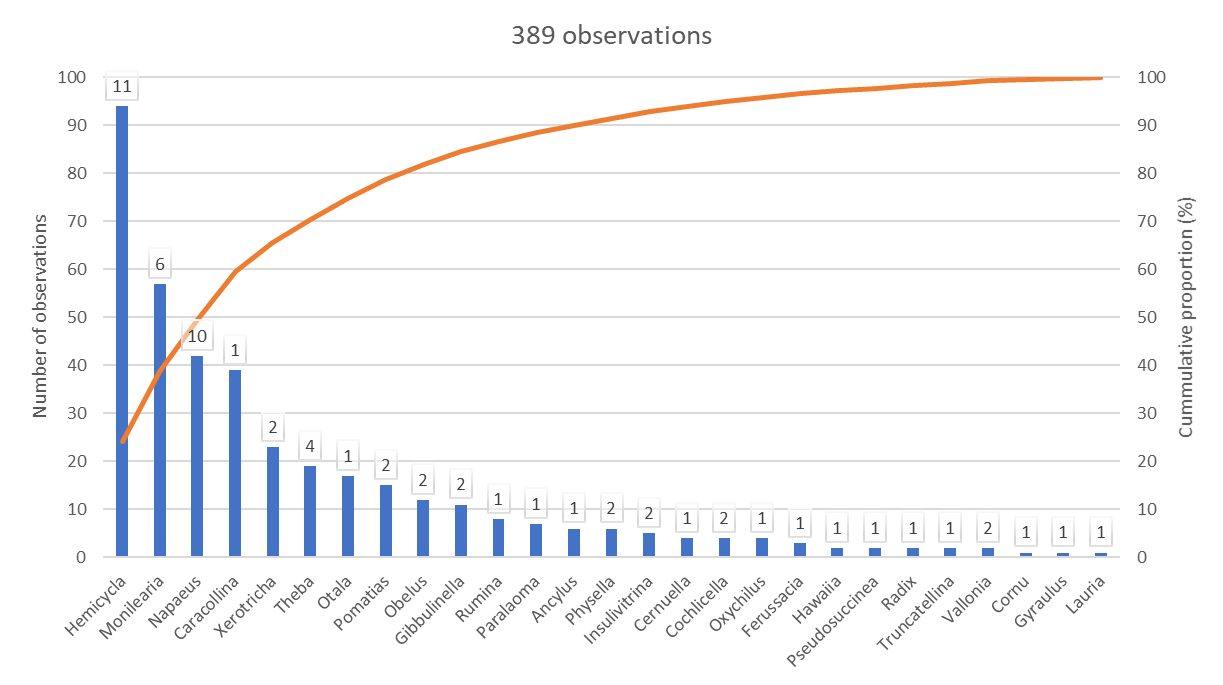 389 observations
100
90
80
70
60
50
40
30
20
10
0
Number of observations
11
6
10
1
2
4
1
2
2
2
1
1
1
2
2
1
2
1
1
1
1
1
1
2
1
1
1
100
90
80
70
60
50
40
30
20
10
0
Cummulative proportion (%)
Hemicycla
Monilearia
Napaeus
Caracollina
Xerotricha
Theba
Otala
Pomatias
Obelus
Gibbulinella
Rumina
Paralaoma
Ancylus
Physella
Insulivitrina
Cernuella
Cochlicella
Oxychilus
Ferussacia
Hawaiia
Pseudosuccinea
Radix
Truncatellina
Vallonia
Cornu
Gyraulus
Lauria